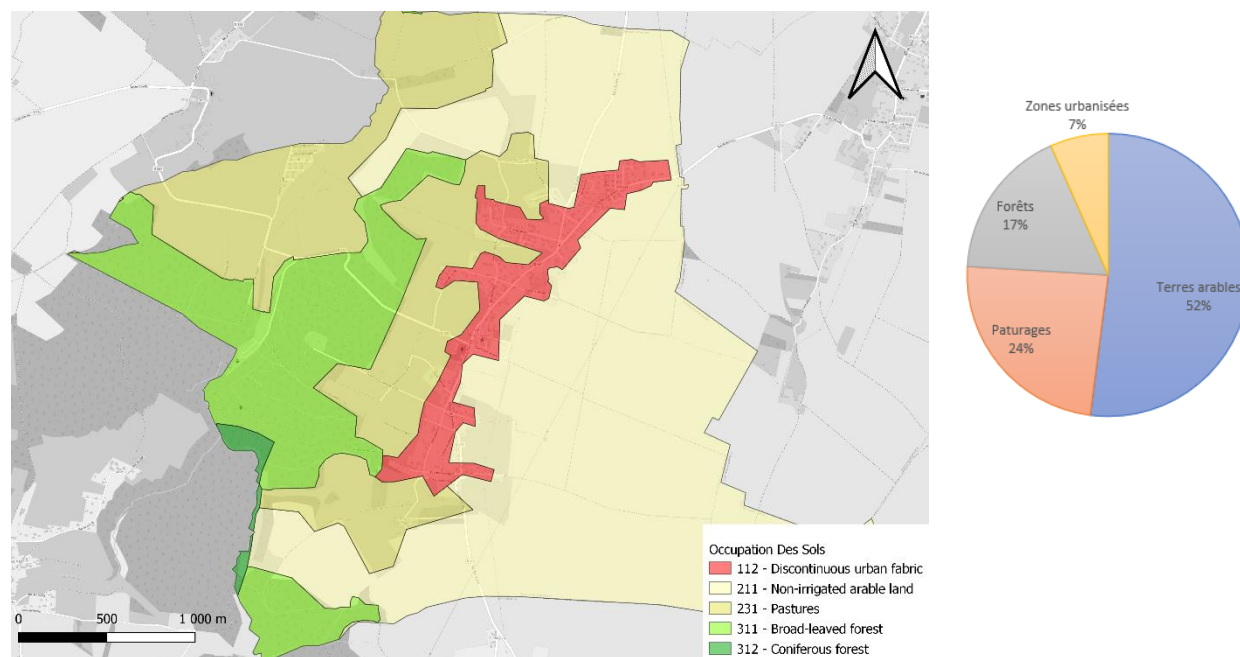 Occupation Des Sols
112 - Discontinuous urban fabric
211 - Non-irrigated arable land
231 - Pastures
311 - Broad-leaved forest
312 - Coniferous forest
0 500 1 000 m
Zones urbanisées
7%
Forêts
17%
Terres arables
52%
Paturages
24%